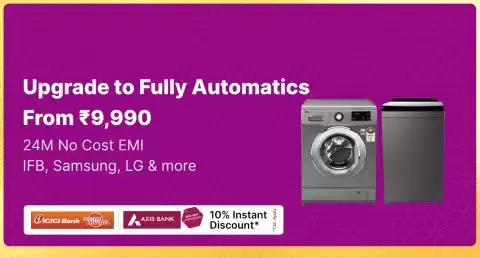 Upgrade to Fully Automatics
From ₹9,990
24M No Cost EMI
IFB, Samsung, LG & more
ICICI Bank
AXIS BANK
10% Instant
Discount*
*T&C Apply